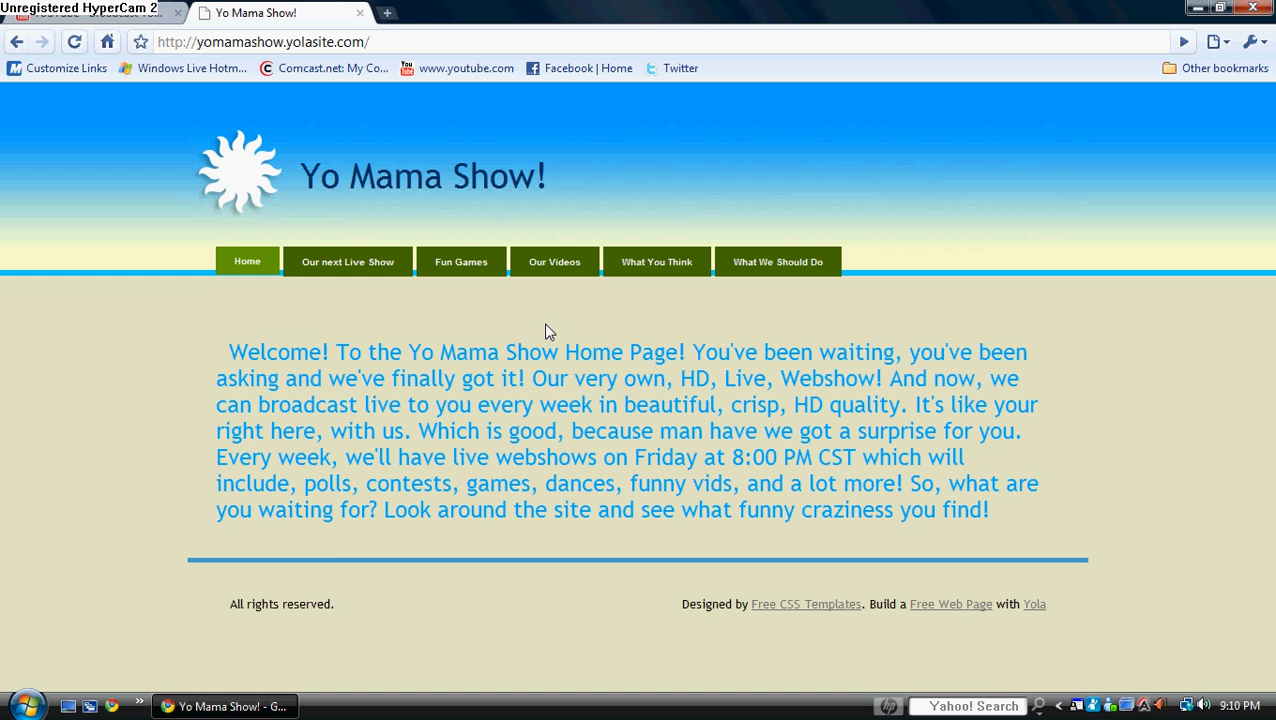 Unregistered HyperCam 2
Yo Mama Show!
http://yomamashow.yolasite.com/
Customize Links
Windows Live Hotm...
Comcast.net: My Co...
www.youtube.com
Facebook | Home
Twitter
Other bookmarks
Yo Mama Show!
Home
Our next Live Show
Fun Games
Our Videos
What You Think
What We Should Do
Welcome! To the Yo Mama Show Home Page! You've been waiting, you've been
asking and we've finally got it! Our very own, HD, Live, Webshow! And now, we
can broadcast live to you every week in beautiful, crisp, HD quality. It's like your
right here, with us. Which is good, because man have we got a surprise for you.
Every week, we'll have live webshows on Friday at 8:00 PM CST which will
include, polls, contests, games, dances, funny vids, and a lot more! So, what are
you waiting for? Look around the site and see what funny craziness you find!
All rights reserved.
Designed by Free CSS Templates. Build a Free Web Page with Yola
Yo Mama Show! - G...
hp
Yahoo! Search
9:10 PM